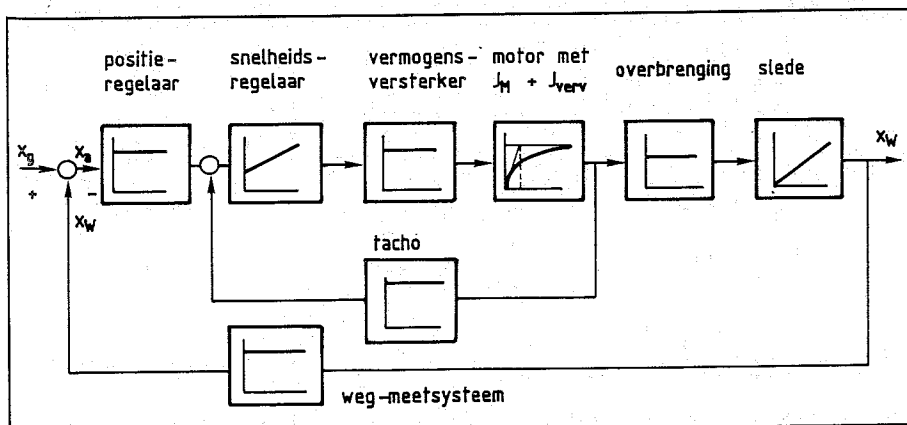 positie-
regelaar
snelheids-
regelaar
vermogens-
versterker
motor met
J_M + J_verv
overbrenging
slede
x_g
+
x_a
-
x_w
x_w
tacho
weg-meetsysteem